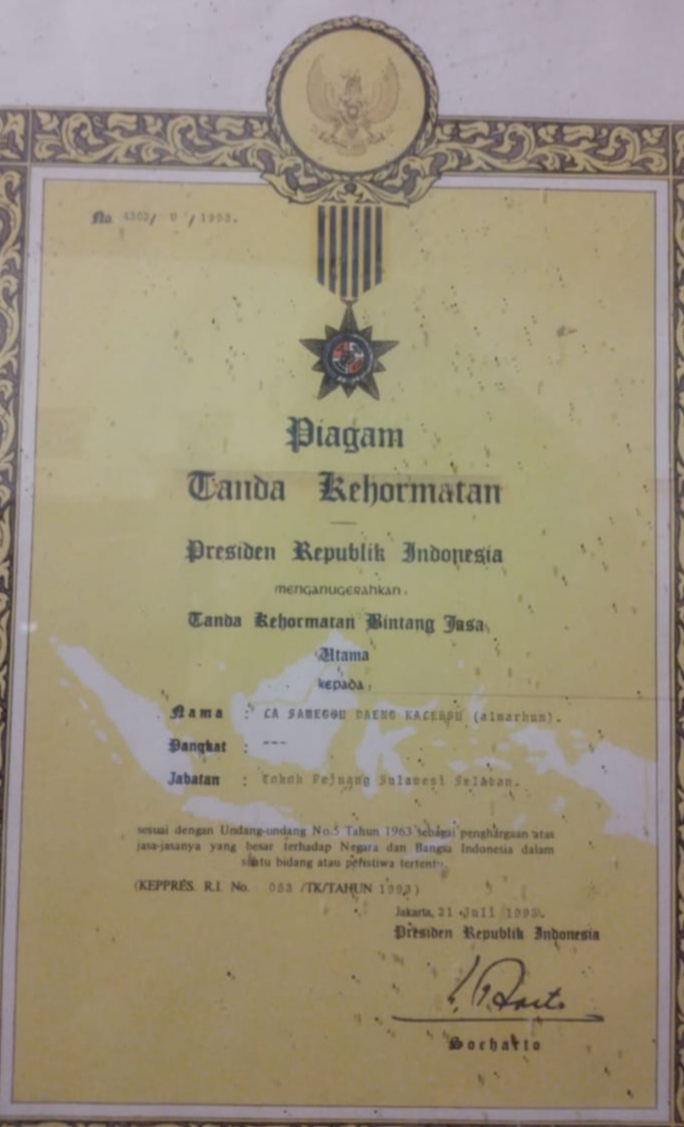 No 4302/ /1993.
Piagam
Tanda Kehormatan
Presiden Republik Indonesia
menganugerahkan :
Tanda Kehormatan Bintang Jasa
Utama
kepada :
Nama : LA SAMEGGU DAENG KALEBBU (almarhum).
Pangkat : ---
Jabatan : Tokoh Pejuang Sulawesi Selatan.
sesuai dengan Undang-undang No.5 Tahun 1963 sebagai penghargaan atas
jasa-jasanya yang besar terhadap Negara dan Bangsa Indonesia dalam
suatu bidang atau peristiwa tertentu.
(KEPPRES. R.I. No. 053 /TK/TAHUN 1993)
Jakarta, 21 Juli 1993.
Presiden Republik Indonesia
Soeharto